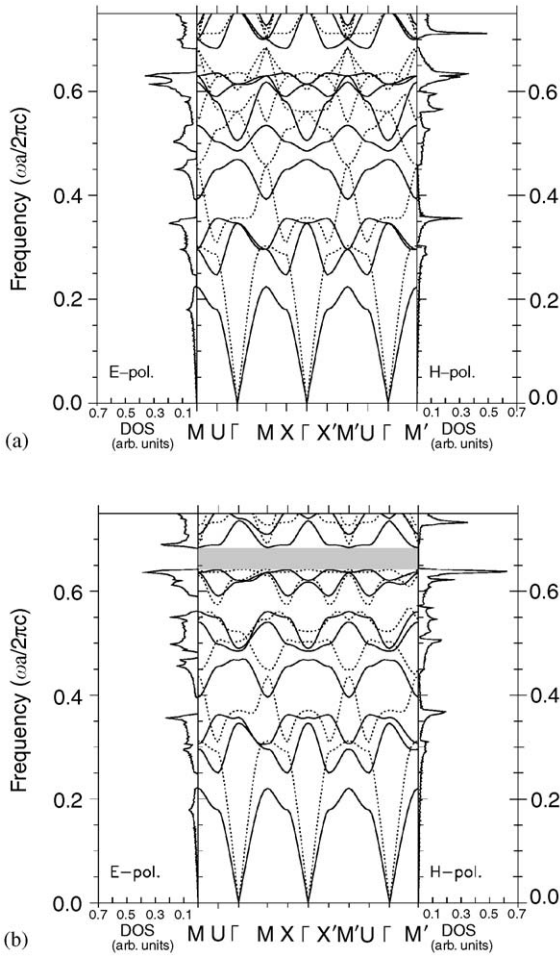 0.6
0.6
Frequency (ωa/2πc)
0.4
0.4
0.2
0.2
E–pol.
H–pol.
0.0
0.0
0.7 0.5 0.3 0.1
0.1 0.3 0.5 0.7
DOS
(arb. units)
M U Γ M X Γ X′ M′ U Γ M′
DOS
(arb. units)
(a)
0.6
0.6
Frequency (ωa/2πc)
0.4
0.4
0.2
0.2
E–pol.
H–pol.
0.0
0.0
0.7 0.5 0.3 0.1
0.1 0.3 0.5 0.7
DOS
(arb. units)
M U Γ M X Γ X′ M′ U Γ M′
DOS
(arb. units)
(b)